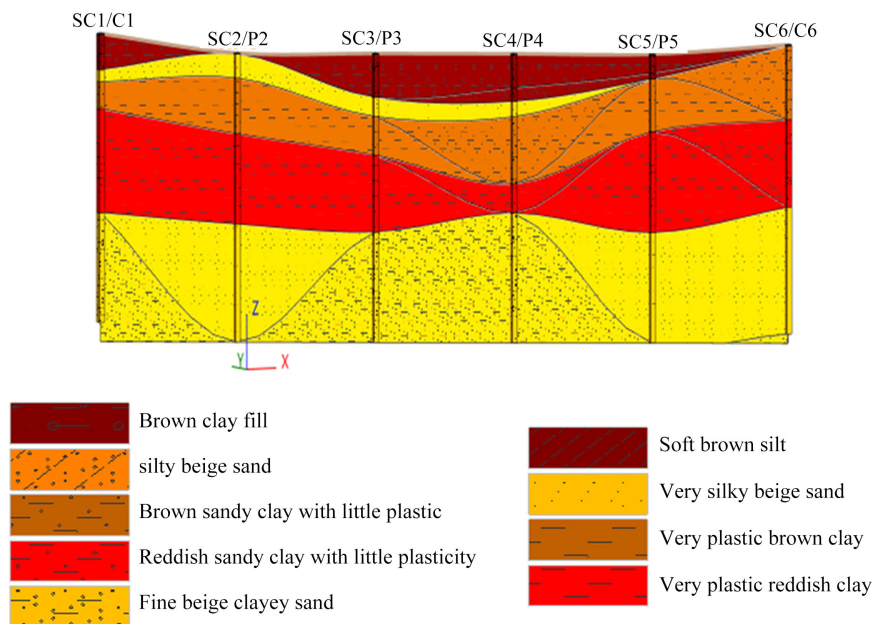 SC1/C1
SC2/P2
SC3/P3
SC4/P4
SC5/P5
SC6/C6
Z
Y
X
Brown clay fill
silty beige sand
Brown sandy clay with little plastic
Reddish sandy clay with little plasticity
Fine beige clayey sand
Soft brown silt
Very silky beige sand
Very plastic brown clay
Very plastic reddish clay